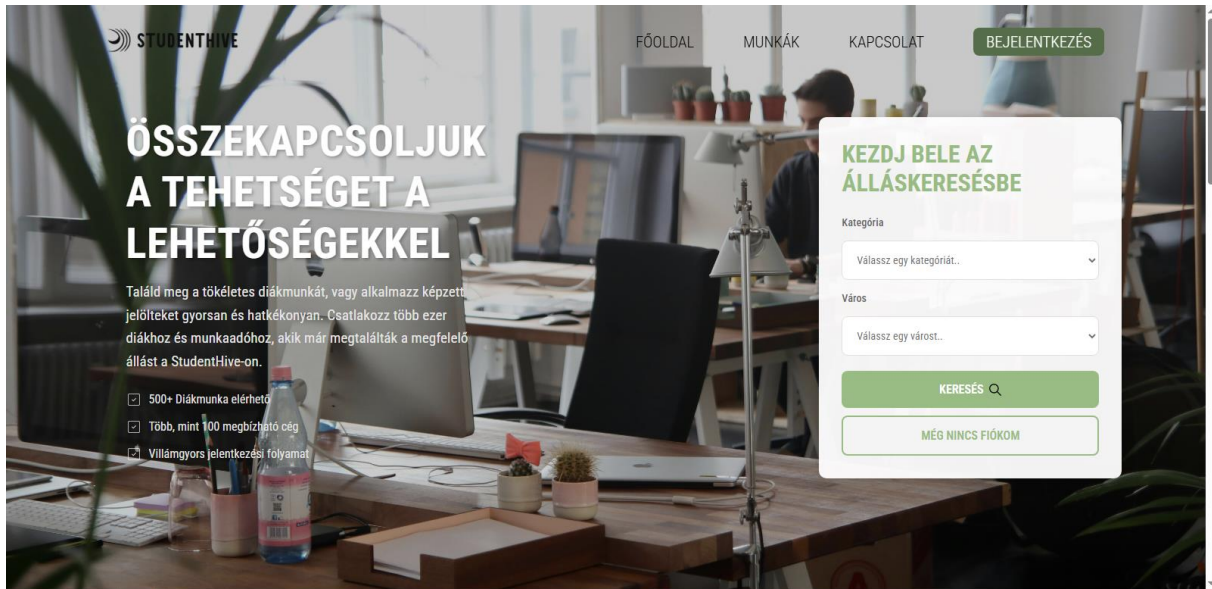 STUDENTHIVE
FŐOLDAL MUNKÁK KAPCSOLAT BEJELENTKEZÉS
ÖSSZEKAPCSOLJUK
A TEHETSÉGET A
LEHETŐSÉGEKKEL
Találd meg a tökéletes diákmunkát, vagy alkalmazz képzett
jelölteket gyorsan és hatkékonyan. Csatlakozz több ezer
diákhoz és munkaadóhoz, akik már megtalálták a megfelelő
állást a StudentHive-on.
500+ Diákmunka elérhető
Több, mint 100 megbízható cég
Villámgyors jelentkezési folyamat
KEZDJ BELE AZ
ÁLLÁSKERESÉSBE
Kategória
Válassz egy kategóriát..
Város
Válassz egy várost..
KERESÉS
MÉG NINCS FIÓKOM